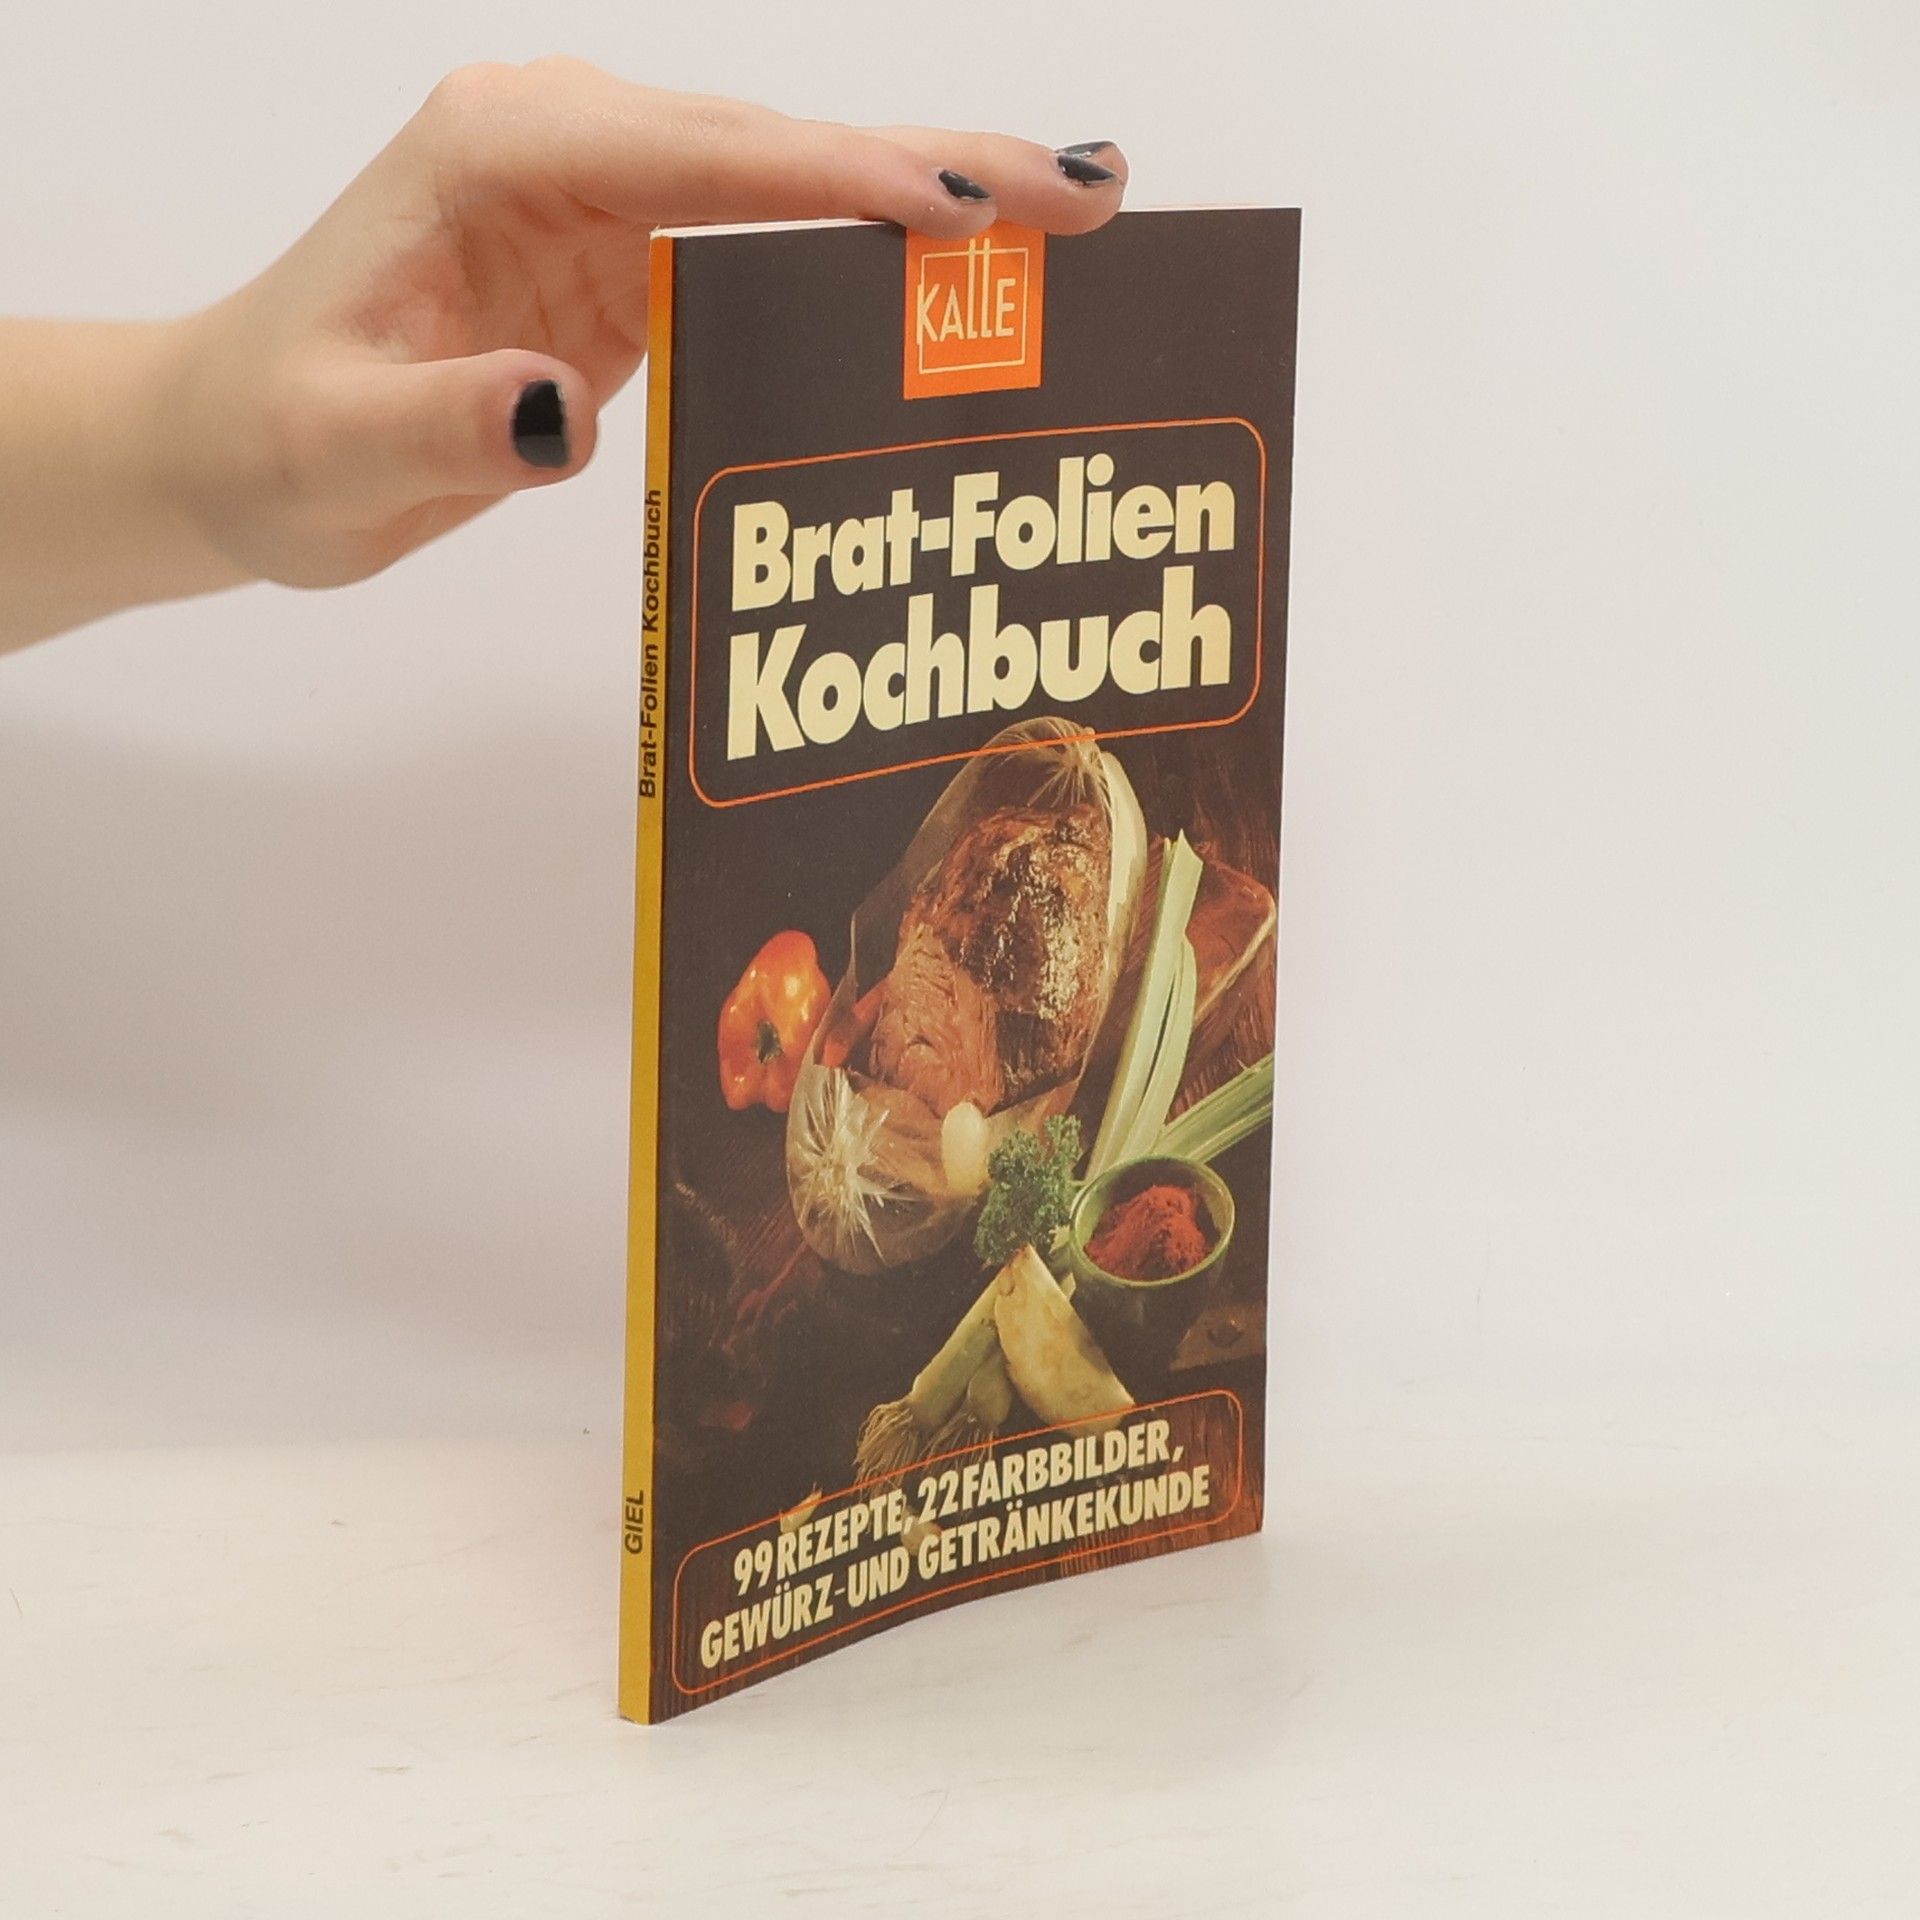 KALLE
Brat-Folien
Kochbuch
99 REZEPTE, 22 FARBBILDER,
GEWÜRZ- UND GETRÄNKEKUNDE
Brat-Folien Kochbuch
GIEL